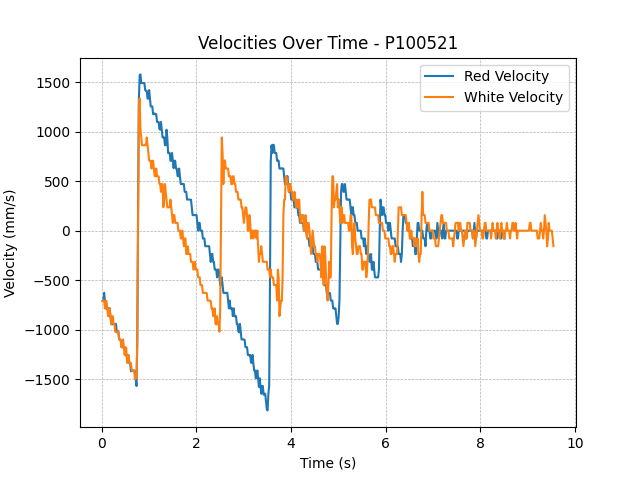 Velocities Over Time - P100521
Red Velocity
White Velocity
1500
1000
500
0
−500
−1000
−1500
Velocity (mm/s)
0 2 4 6 8 10
Time (s)